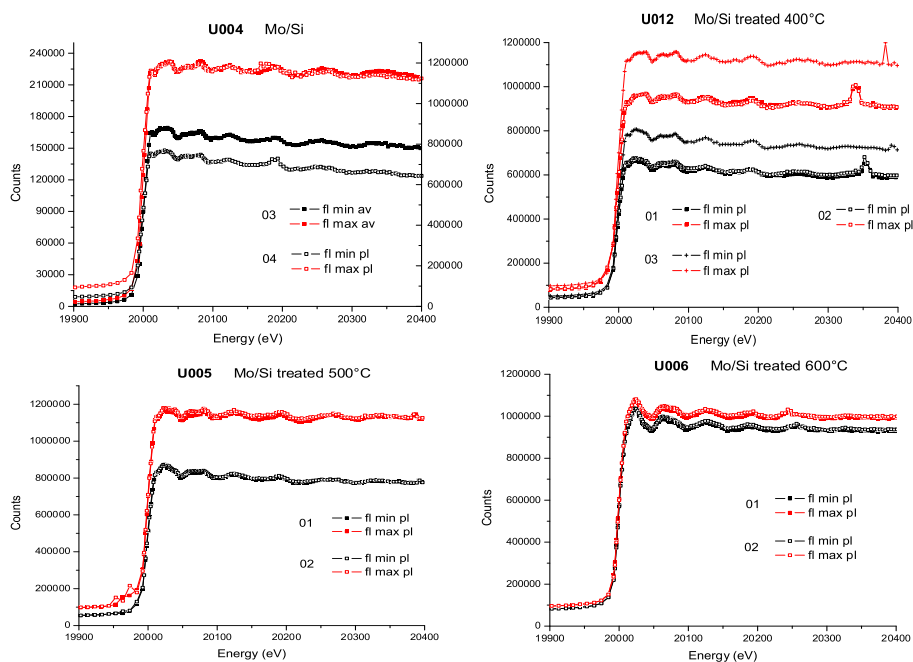 U004 Mo/Si
240000
210000
180000
150000
120000
90000
60000
30000
0
1200000
1000000
800000
600000
400000
200000
0
Counts
03
fl min av
fl max av
04
fl min pl
fl max pl
19900 20000 20100 20200 20300 20400
Energy (eV)
U012 Mo/Si treated 400°C
1200000
1000000
800000
600000
400000
200000
0
Counts
01
fl min pl
fl max pl
02
fl min pl
fl max pl
03
fl min pl
fl max pl
19900 20000 20100 20200 20300 20400
Energy (eV)
U005 Mo/Si treated 500°C
1200000
1000000
800000
600000
400000
200000
0
Counts
01
fl min pl
fl max pl
02
fl min pl
fl max pl
19900 20000 20100 20200 20300 20400
Energy (eV)
U006 Mo/Si treated 600°C
1200000
1000000
800000
600000
400000
200000
0
Counts
01
fl min pl
fl max pl
02
fl min pl
fl max pl
19900 20000 20100 20200 20300 20400
Energy (eV)